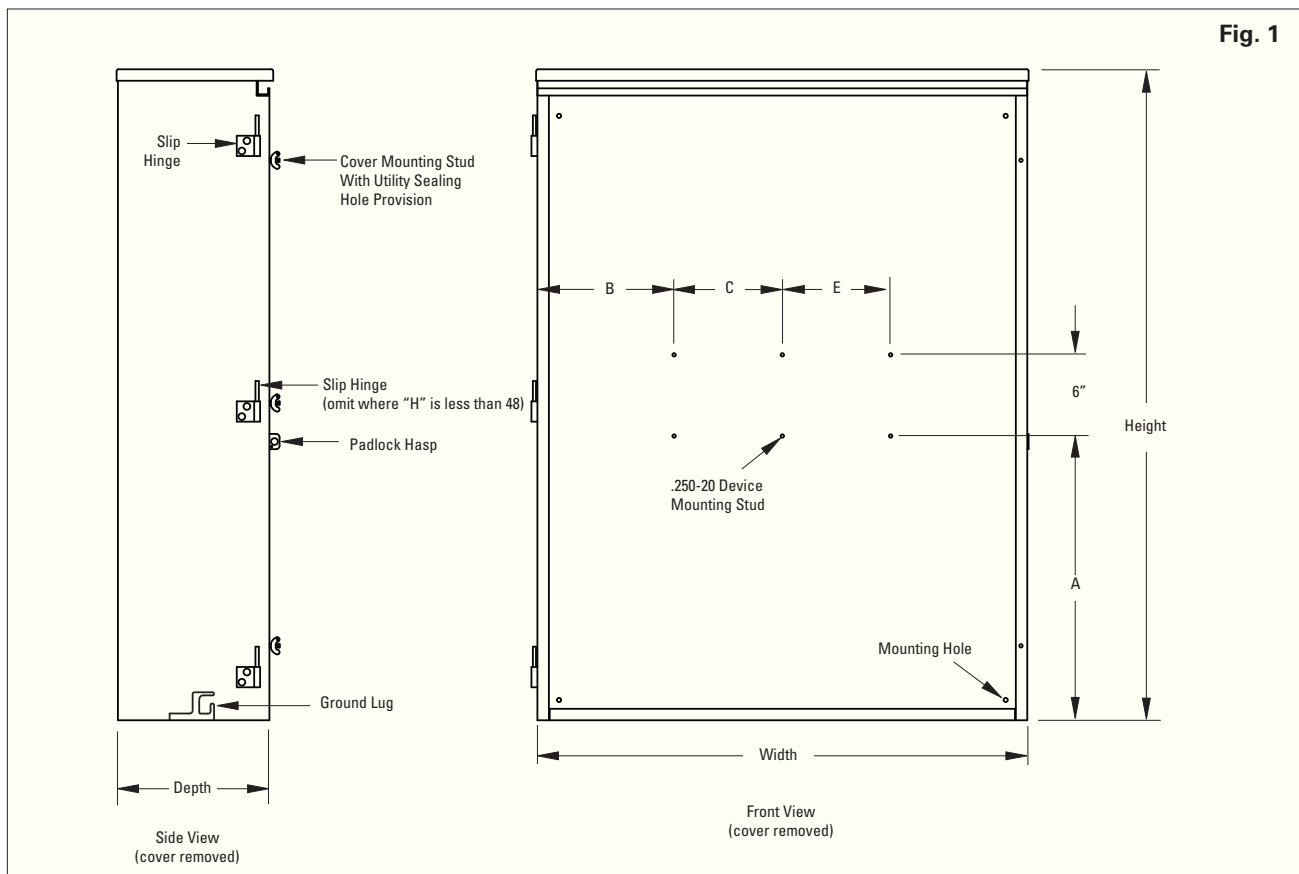 Fig. 1
Slip
Hinge
Cover Mounting Stud
With Utility Sealing
Hole Provision
B
C
E
Slip Hinge
(omit where “H” is less than 48)
6”
Height
Padlock Hasp
.250-20 Device
Mounting Stud
A
Mounting Hole
Ground Lug
Width
Depth
Front View
(cover removed)
Side View
(cover removed)